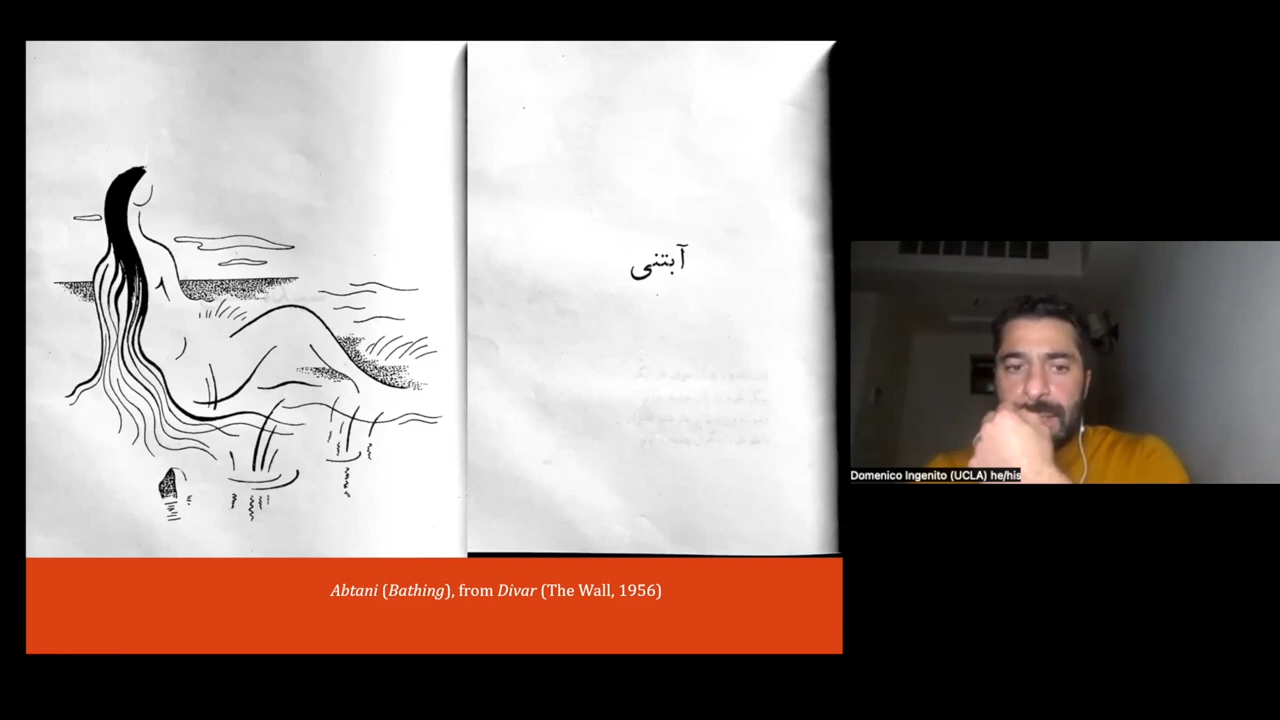 آبتنی
Abtani (Bathing), from Divar (The Wall, 1956)
Domenico Ingenito (UCLA) he/his